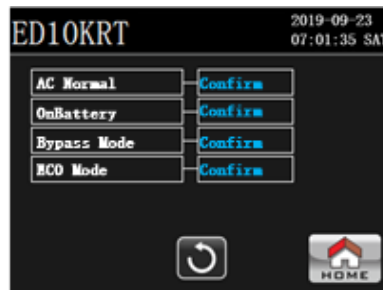 ED10KRT
2019-09-23
07:01:35 SAT
AC Normal Confirm
OnBattery Confirm
Bypass Mode Confirm
ECO Mode Confirm
HOME